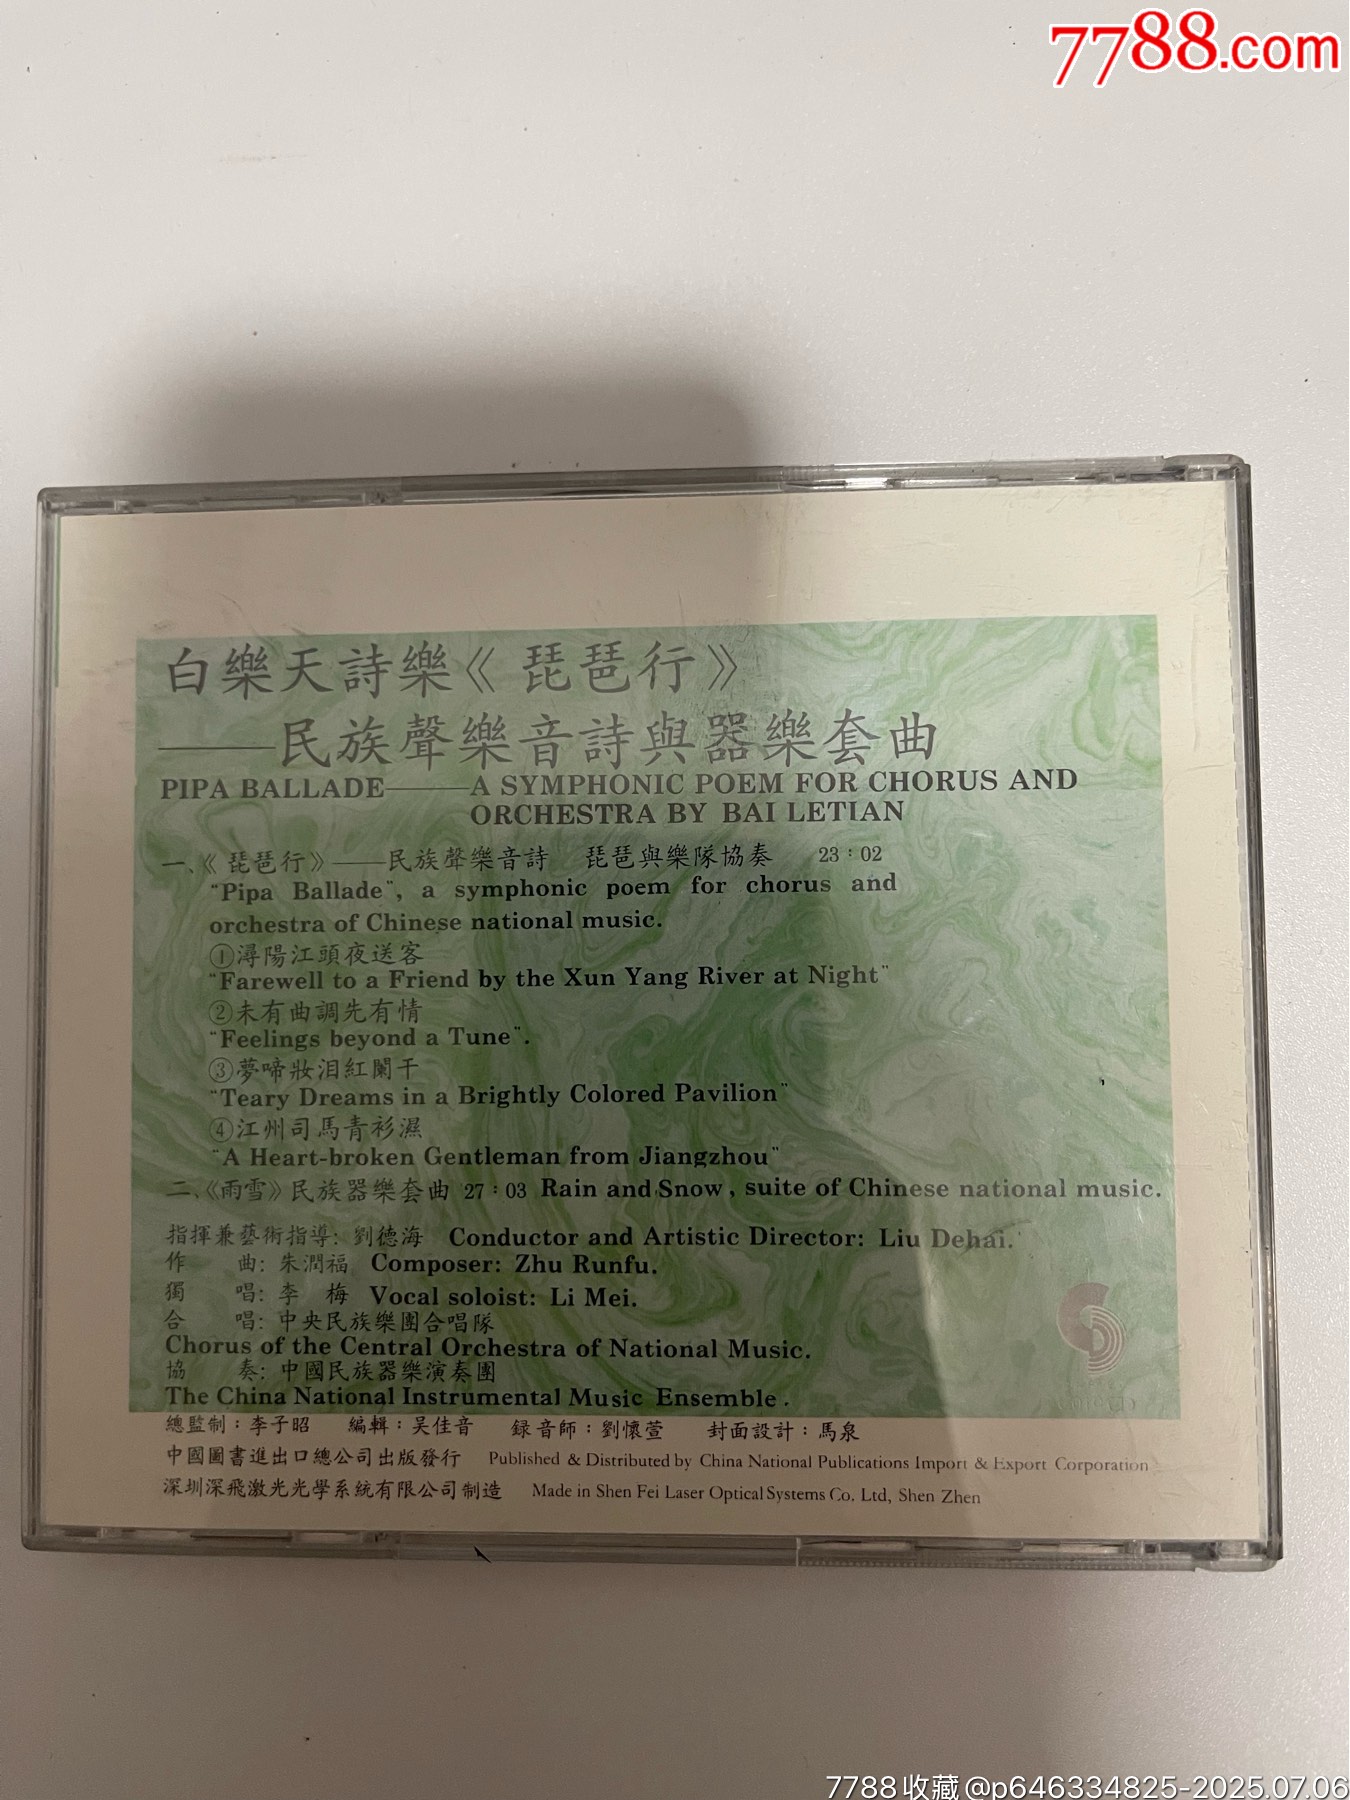 7788.com
白樂天詩樂《琵琶行》
——民族聲樂音詩與器樂套曲
PIPA BALLADE——A SYMPHONIC POEM FOR CHORUS AND
ORCHESTRA BY BAI LETIAN
一、《琵琶行》——民族聲樂音詩 琵琶與樂隊協奏 23:02
"Pipa Ballade", a symphonic poem for chorus and
orchestra of Chinese national music.
①潯陽江頭夜送客
"Farewell to a Friend by the Xun Yang River at Night"
②未有曲調先有情
"Feelings beyond a Tune".
③夢啼妝泪紅闌干
"Teary Dreams in a Brightly Colored Pavilion"
④江州司馬青衫濕
"A Heart-broken Gentleman from Jiangzhou"
二、《雨雪》民族器樂套曲 27:03 Rain and Snow, suite of Chinese national music.
指揮兼藝術指導: 劉德海 Conductor and Artistic Director: Liu Dehai.
作 曲: 朱潤福 Composer: Zhu Runfu.
獨 唱: 李 梅 Vocal soloist: Li Mei.
合 唱: 中央民族樂團合唱隊
Chorus of the Central Orchestra of National Music.
協 奏: 中國民族器樂演奏團
The China National Instrumental Music Ensemble.
總監制:李子昭 編輯:吴佳音 録音師:劉懷萱 封面設計:馬泉
中國圖書進出口總公司出版發行 Published & Distributed by China National Publications Import & Export Corporation
深圳深飛激光光學系統有限公司制造 Made in Shen Fei Laser Optical Systems Co. Ltd, Shen Zhen
7788收藏@p646334825-2025.07.06